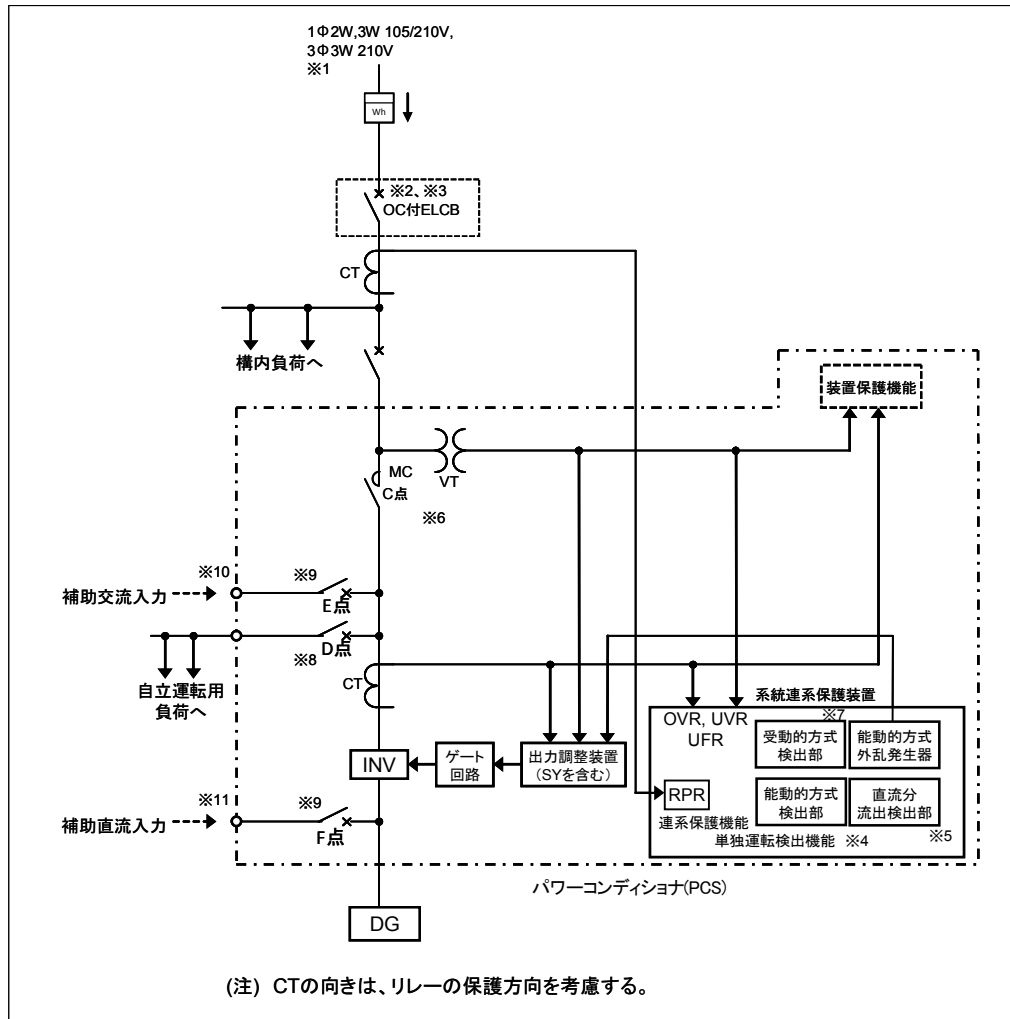 1Φ2W,3W 105/210V,
3Φ3W 210V
※1
Wh
※2、※3
OC付ELCB
CT
構内負荷へ
装置保護機能
MC
C点
VT
※6
※10
※9
補助交流入力
E点
D点
※8
自立運転用
負荷へ
CT
系統連系保護装置
※7
OVR, UVR
UFR
受動的方式
検出部
能動的方式
外乱発生器
INV
ゲート
回路
出力調整装置
(SYを含む)
RPR
能動的方式
検出部
直流分
流出検出部
連系保護機能
単独運転検出機能 ※4
※5
※11
※9
補助直流入力
F点
パワーコンディショナ(PCS)
DG
(注) CTの向きは、リレーの保護方向を考慮する。